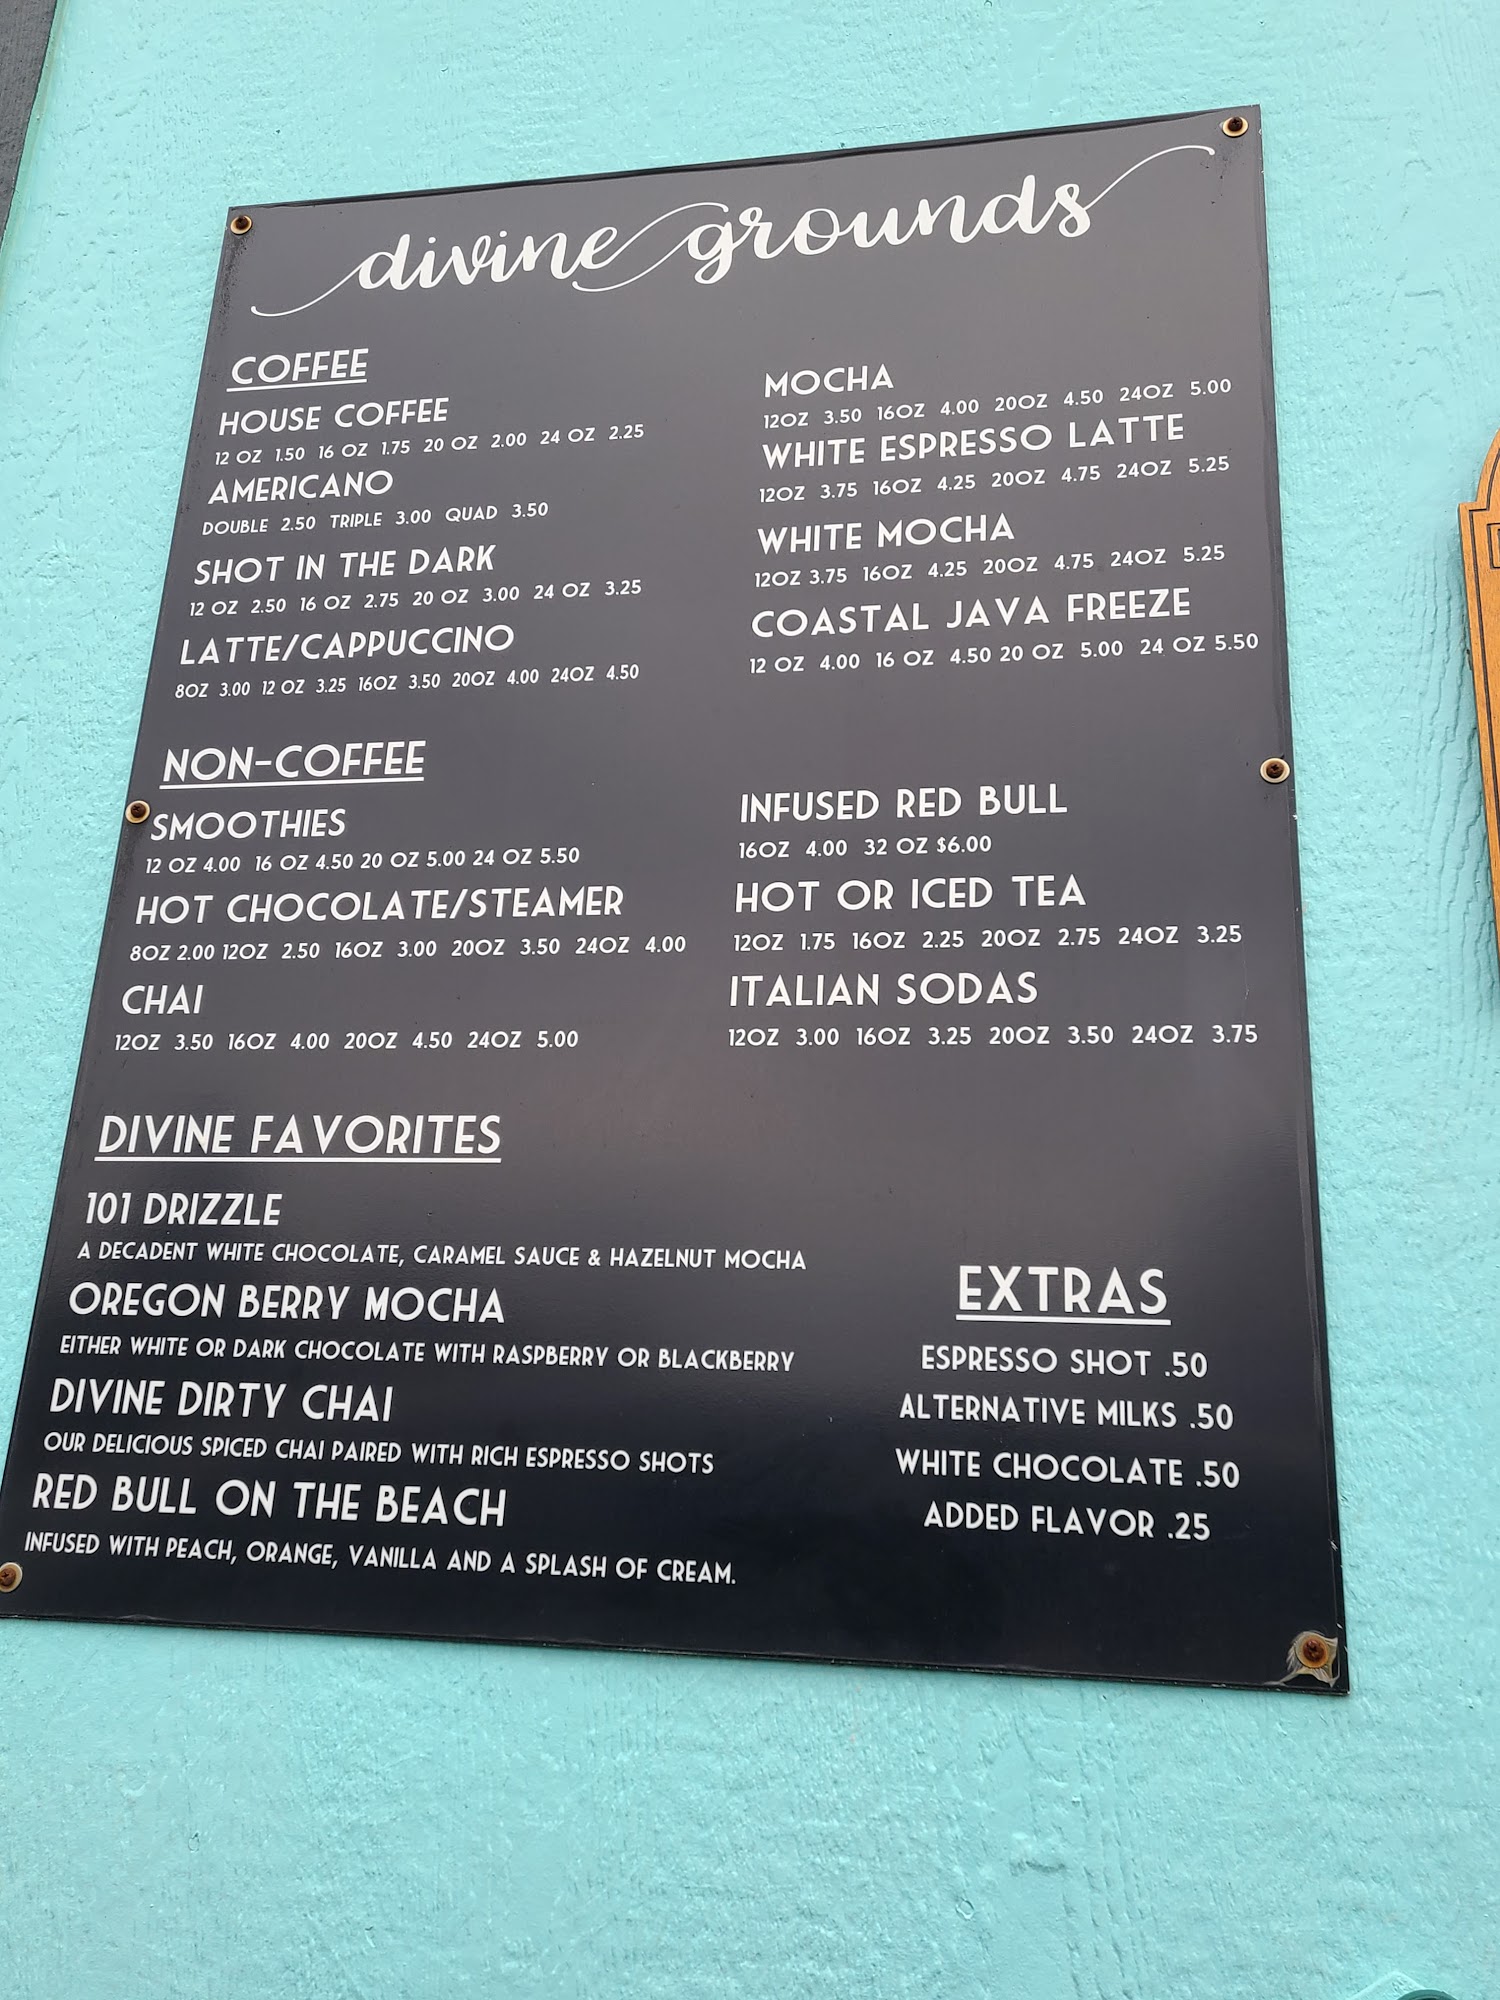 divine grounds
COFFEE
HOUSE COFFEE
12 OZ 1.50 16 OZ 1.75 20 OZ 2.00 24 OZ 2.25
AMERICANO
DOUBLE 2.50 TRIPLE 3.00 QUAD 3.50
SHOT IN THE DARK
12 OZ 2.50 16 OZ 2.75 20 OZ 3.00 24 OZ 3.25
LATTE/CAPPUCCINO
8OZ 3.00 12 OZ 3.25 16OZ 3.50 20OZ 4.00 24OZ 4.50
MOCHA
12OZ 3.50 16OZ 4.00 20OZ 4.50 24OZ 5.00
WHITE ESPRESSO LATTE
12OZ 3.75 16OZ 4.25 20OZ 4.75 24OZ 5.25
WHITE MOCHA
12OZ 3.75 16OZ 4.25 20OZ 4.75 24OZ 5.25
COASTAL JAVA FREEZE
12 OZ 4.00 16 OZ 4.50 20 OZ 5.00 24 OZ 5.50
NON-COFFEE
SMOOTHIES
12 OZ 4.00 16 OZ 4.50 20 OZ 5.00 24 OZ 5.50
HOT CHOCOLATE/STEAMER
8OZ 2.00 12OZ 2.50 16OZ 3.00 20OZ 3.50 24OZ 4.00
CHAI
12OZ 3.50 16OZ 4.00 20OZ 4.50 24OZ 5.00
INFUSED RED BULL
16OZ 4.00 32 OZ $6.00
HOT OR ICED TEA
12OZ 1.75 16OZ 2.25 20OZ 2.75 24OZ 3.25
ITALIAN SODAS
12OZ 3.00 16OZ 3.25 20OZ 3.50 24OZ 3.75
DIVINE FAVORITES
101 DRIZZLE
A DECADENT WHITE CHOCOLATE, CARAMEL SAUCE & HAZELNUT MOCHA
OREGON BERRY MOCHA
EITHER WHITE OR DARK CHOCOLATE WITH RASPBERRY OR BLACKBERRY
DIVINE DIRTY CHAI
OUR DELICIOUS SPICED CHAI PAIRED WITH RICH ESPRESSO SHOTS
RED BULL ON THE BEACH
INFUSED WITH PEACH, ORANGE, VANILLA AND A SPLASH OF CREAM.
EXTRAS
ESPRESSO SHOT .50
ALTERNATIVE MILKS .50
WHITE CHOCOLATE .50
ADDED FLAVOR .25